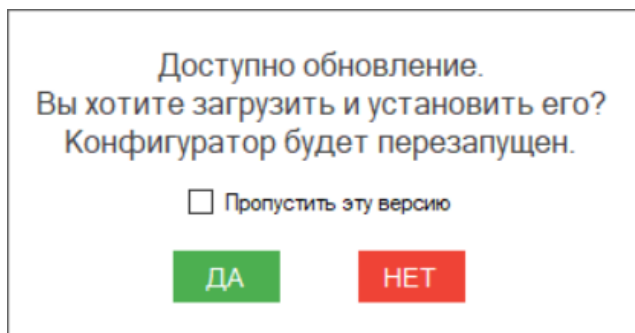 Доступно обновление.
Вы хотите загрузить и установить его?
Конфигуратор будет перезапущен.
Пропустить эту версию
ДА
НЕТ